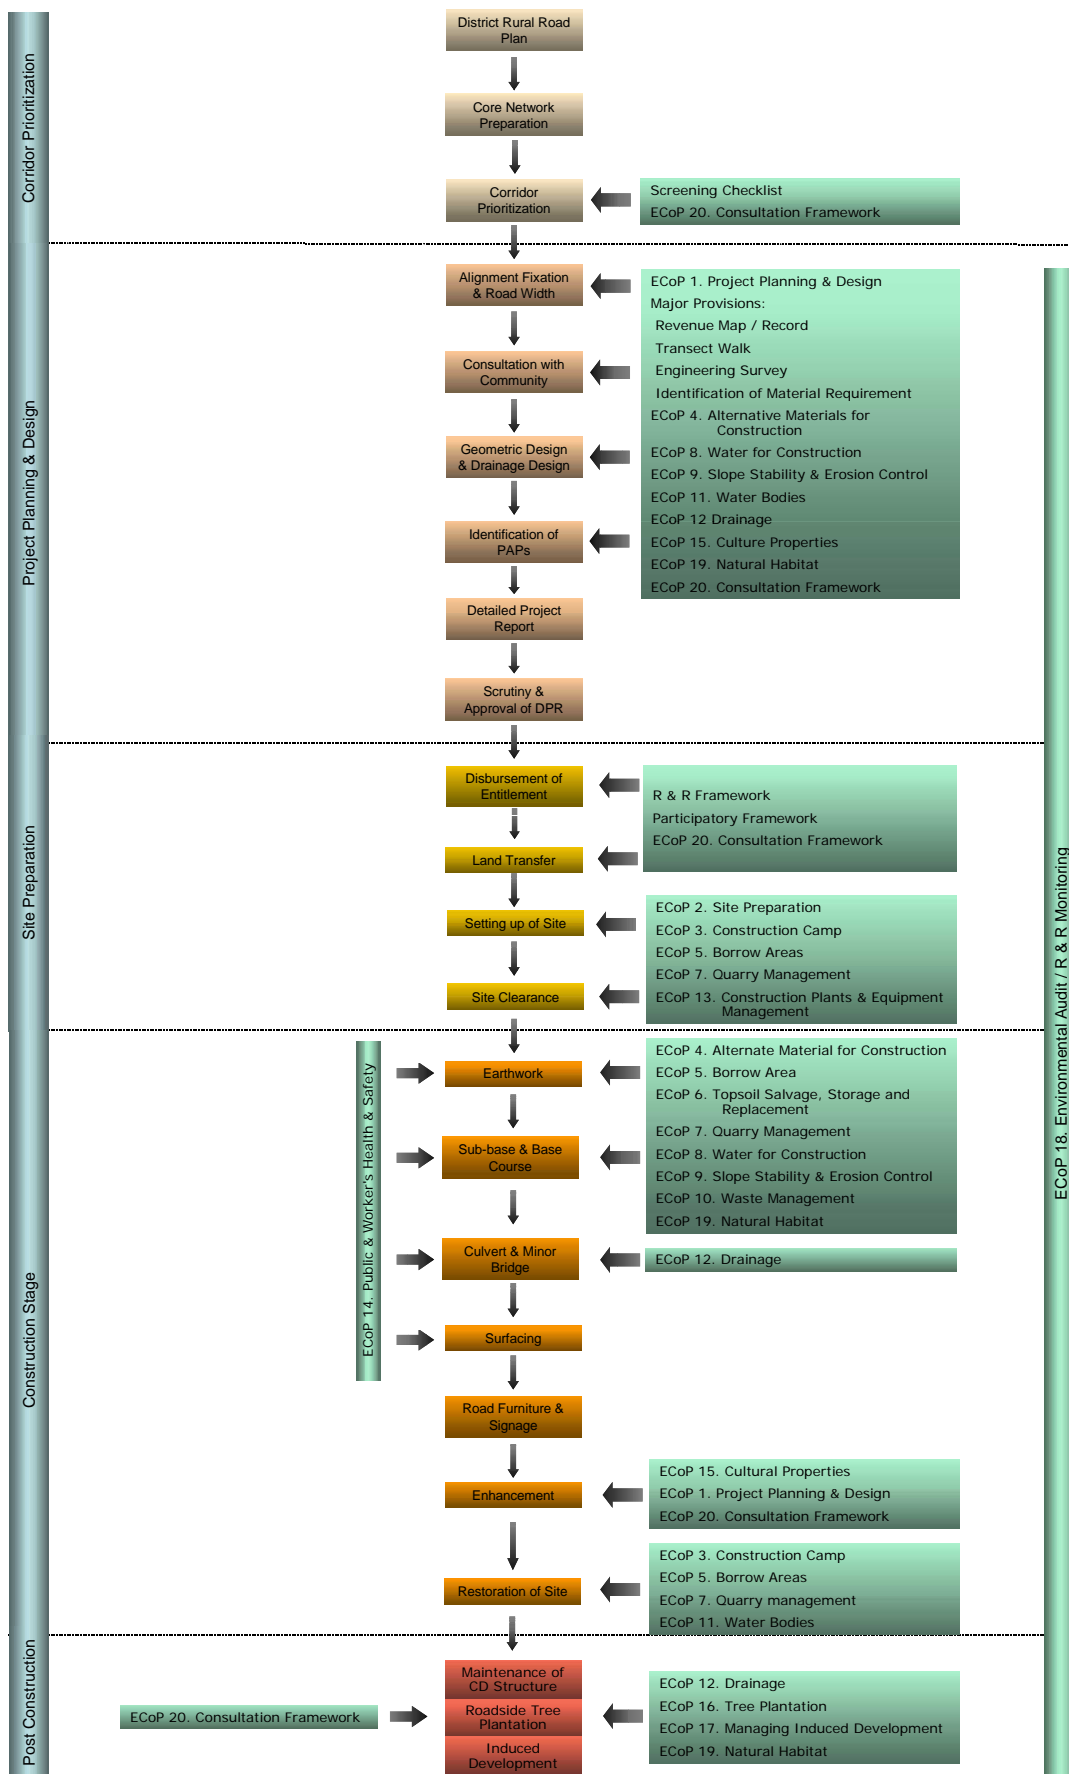 Corridor Prioritization
District Rural Road
Plan
Core Network
Preparation
Corridor
Prioritization
Screening Checklist
ECoP 20. Consultation Framework
Project Planning & Design
Alignment Fixation
& Road Width
Consultation with
Community
Geometric Design
& Drainage Design
Identification of
PAPs
Detailed Project
Report
Scrutiny &
Approval of DPR
ECoP 1. Project Planning & Design
Major Provisions:
Revenue Map / Record
Transect Walk
Engineering Survey
Identification of Material Requirement
ECoP 4. Alternative Materials for
Construction
ECoP 8. Water for Construction
ECoP 9. Slope Stability & Erosion Control
ECoP 11. Water Bodies
ECoP 12 Drainage
ECoP 15. Culture Properties
ECoP 19. Natural Habitat
ECoP 20. Consultation Framework
ECoP 18. Environmental Audit / R & R Monitoring
Site Preparation
Disbursement of
Entitlement
Land Transfer
R & R Framework
Participatory Framework
ECoP 20. Consultation Framework
Setting up of Site
Site Clearance
ECoP 2. Site Preparation
ECoP 3. Construction Camp
ECoP 5. Borrow Areas
ECoP 7. Quarry Management
ECoP 13. Construction Plants & Equipment
Management
Construction Stage
ECoP 14. Public & Worker's Health & Safety
Earthwork
Sub-base & Base
Course
ECoP 4. Alternate Material for Construction
ECoP 5. Borrow Area
ECoP 6. Topsoil Salvage, Storage and
Replacement
ECoP 7. Quarry Management
ECoP 8. Water for Construction
ECoP 9. Slope Stability & Erosion Control
ECoP 10. Waste Management
ECoP 19. Natural Habitat
Culvert & Minor
Bridge
ECoP 12. Drainage
Surfacing
Road Furniture &
Signage
Enhancement
ECoP 15. Cultural Properties
ECoP 1. Project Planning & Design
ECoP 20. Consultation Framework
Restoration of Site
ECoP 3. Construction Camp
ECoP 5. Borrow Areas
ECoP 7. Quarry management
ECoP 11. Water Bodies
Post Construction
ECoP 20. Consultation Framework
Maintenance of
CD Structure
Roadside Tree
Plantation
Induced
Development
ECoP 12. Drainage
ECoP 16. Tree Plantation
ECoP 17. Managing Induced Development
ECoP 19. Natural Habitat